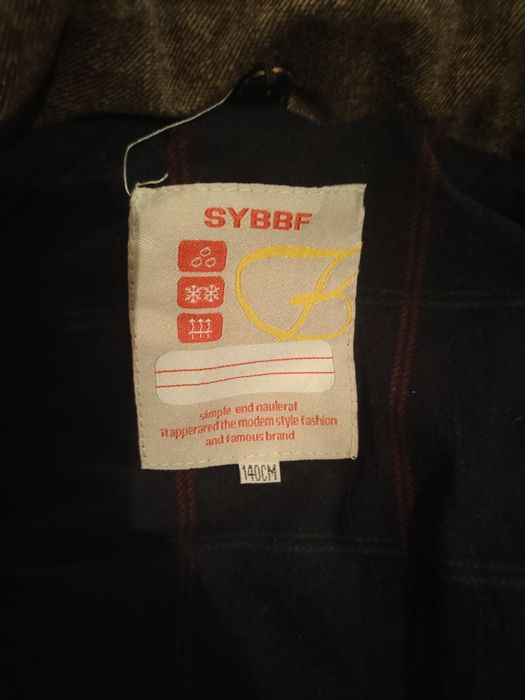 SYBBF
simple end nauleral
it apperared the modem style fashion
and famous brand
140CM